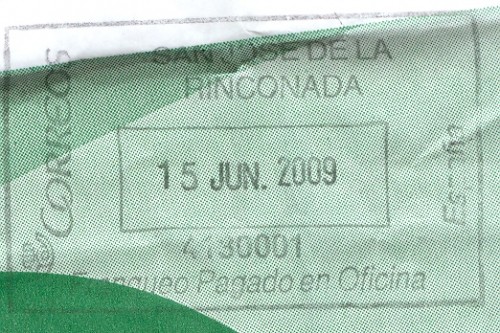 SAN JOSE DE LA
RINCONADA
CORREOS
15 JUN. 2009
España
4130001
Franqueo Pagado en Oficina